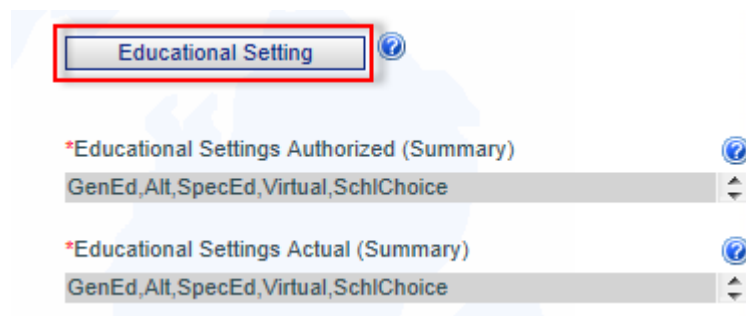 Educational Setting
*Educational Settings Authorized (Summary)
GenEd,Alt,SpecEd,Virtual,SchlChoice
*Educational Settings Actual (Summary)
GenEd,Alt,SpecEd,Virtual,SchlChoice